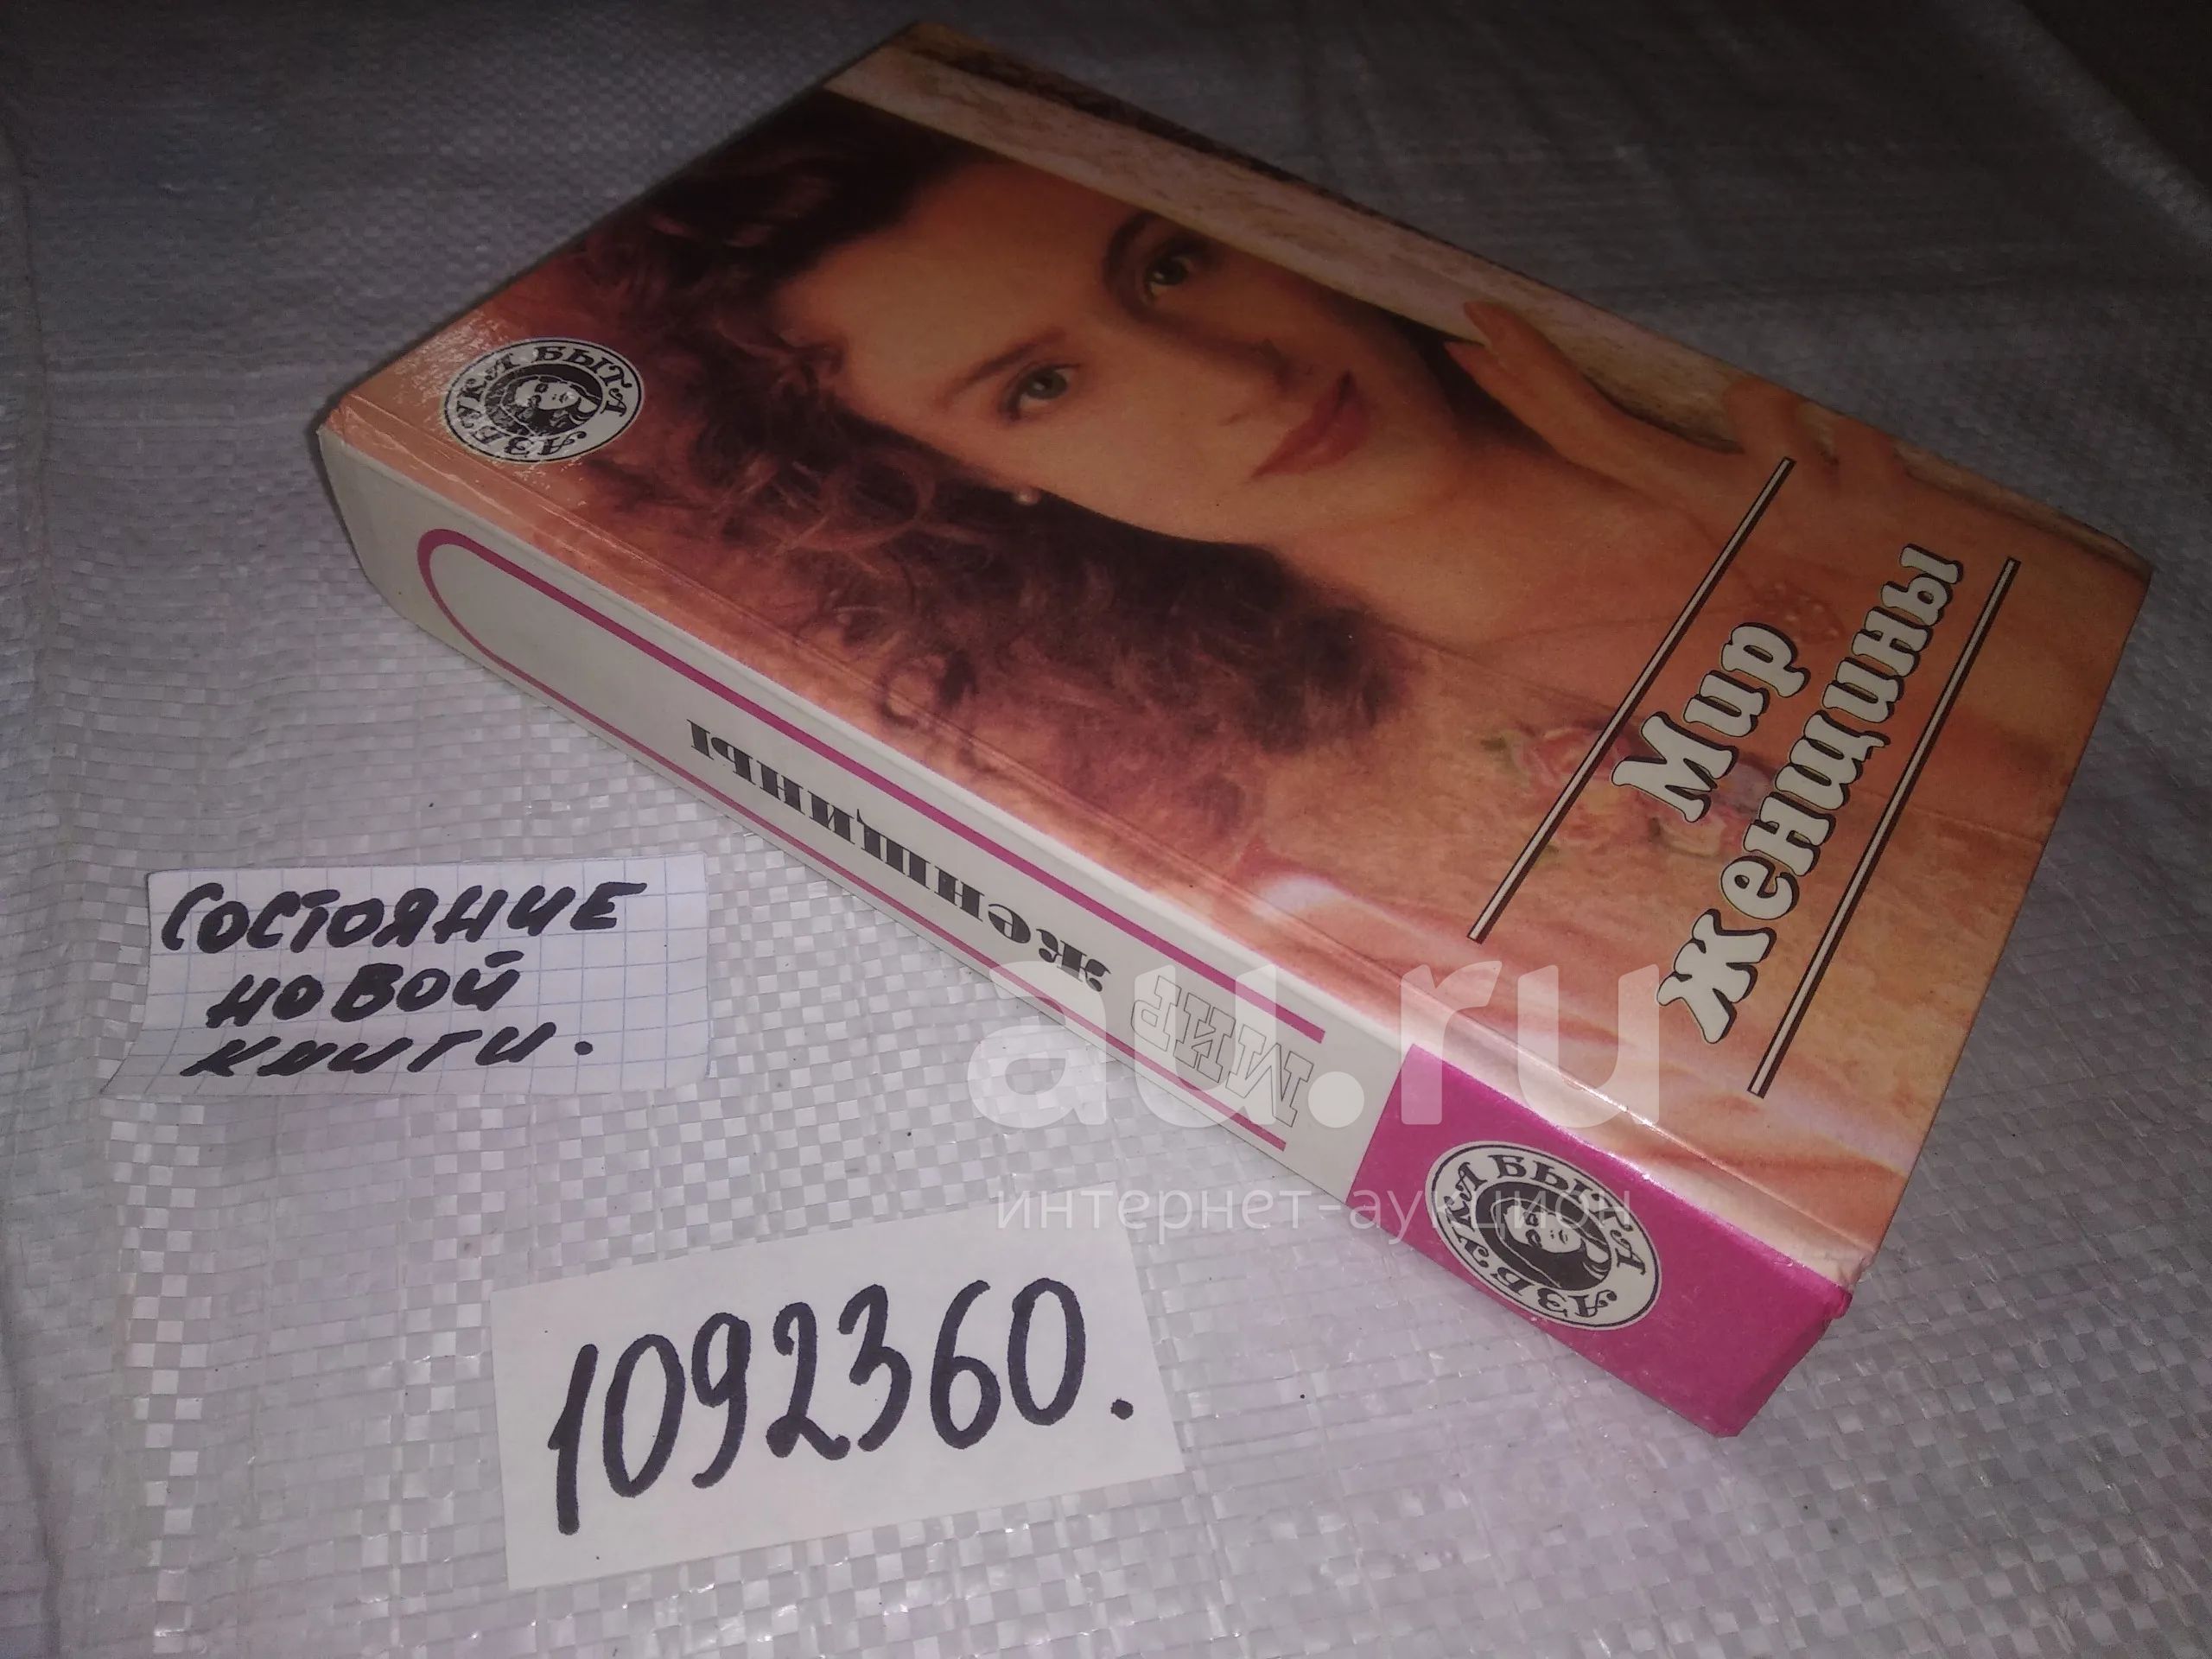 АЗБУКА БЫТА
Мир
женщины
МИР
женщины
АЗБУКА БЫТА
СОСТОЯНИЕ
НОВОЙ
КНИГИ.
1092360.
au.ru
интернет-аукцион